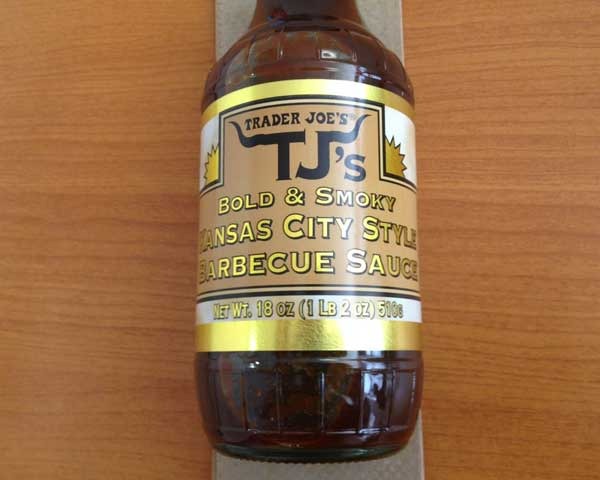 TRADER JOE'S®
TJ's
BOLD & SMOKY
KANSAS CITY STYLE
BARBECUE SAUCE
NET WT. 18 OZ (1 LB 2 OZ) 510G